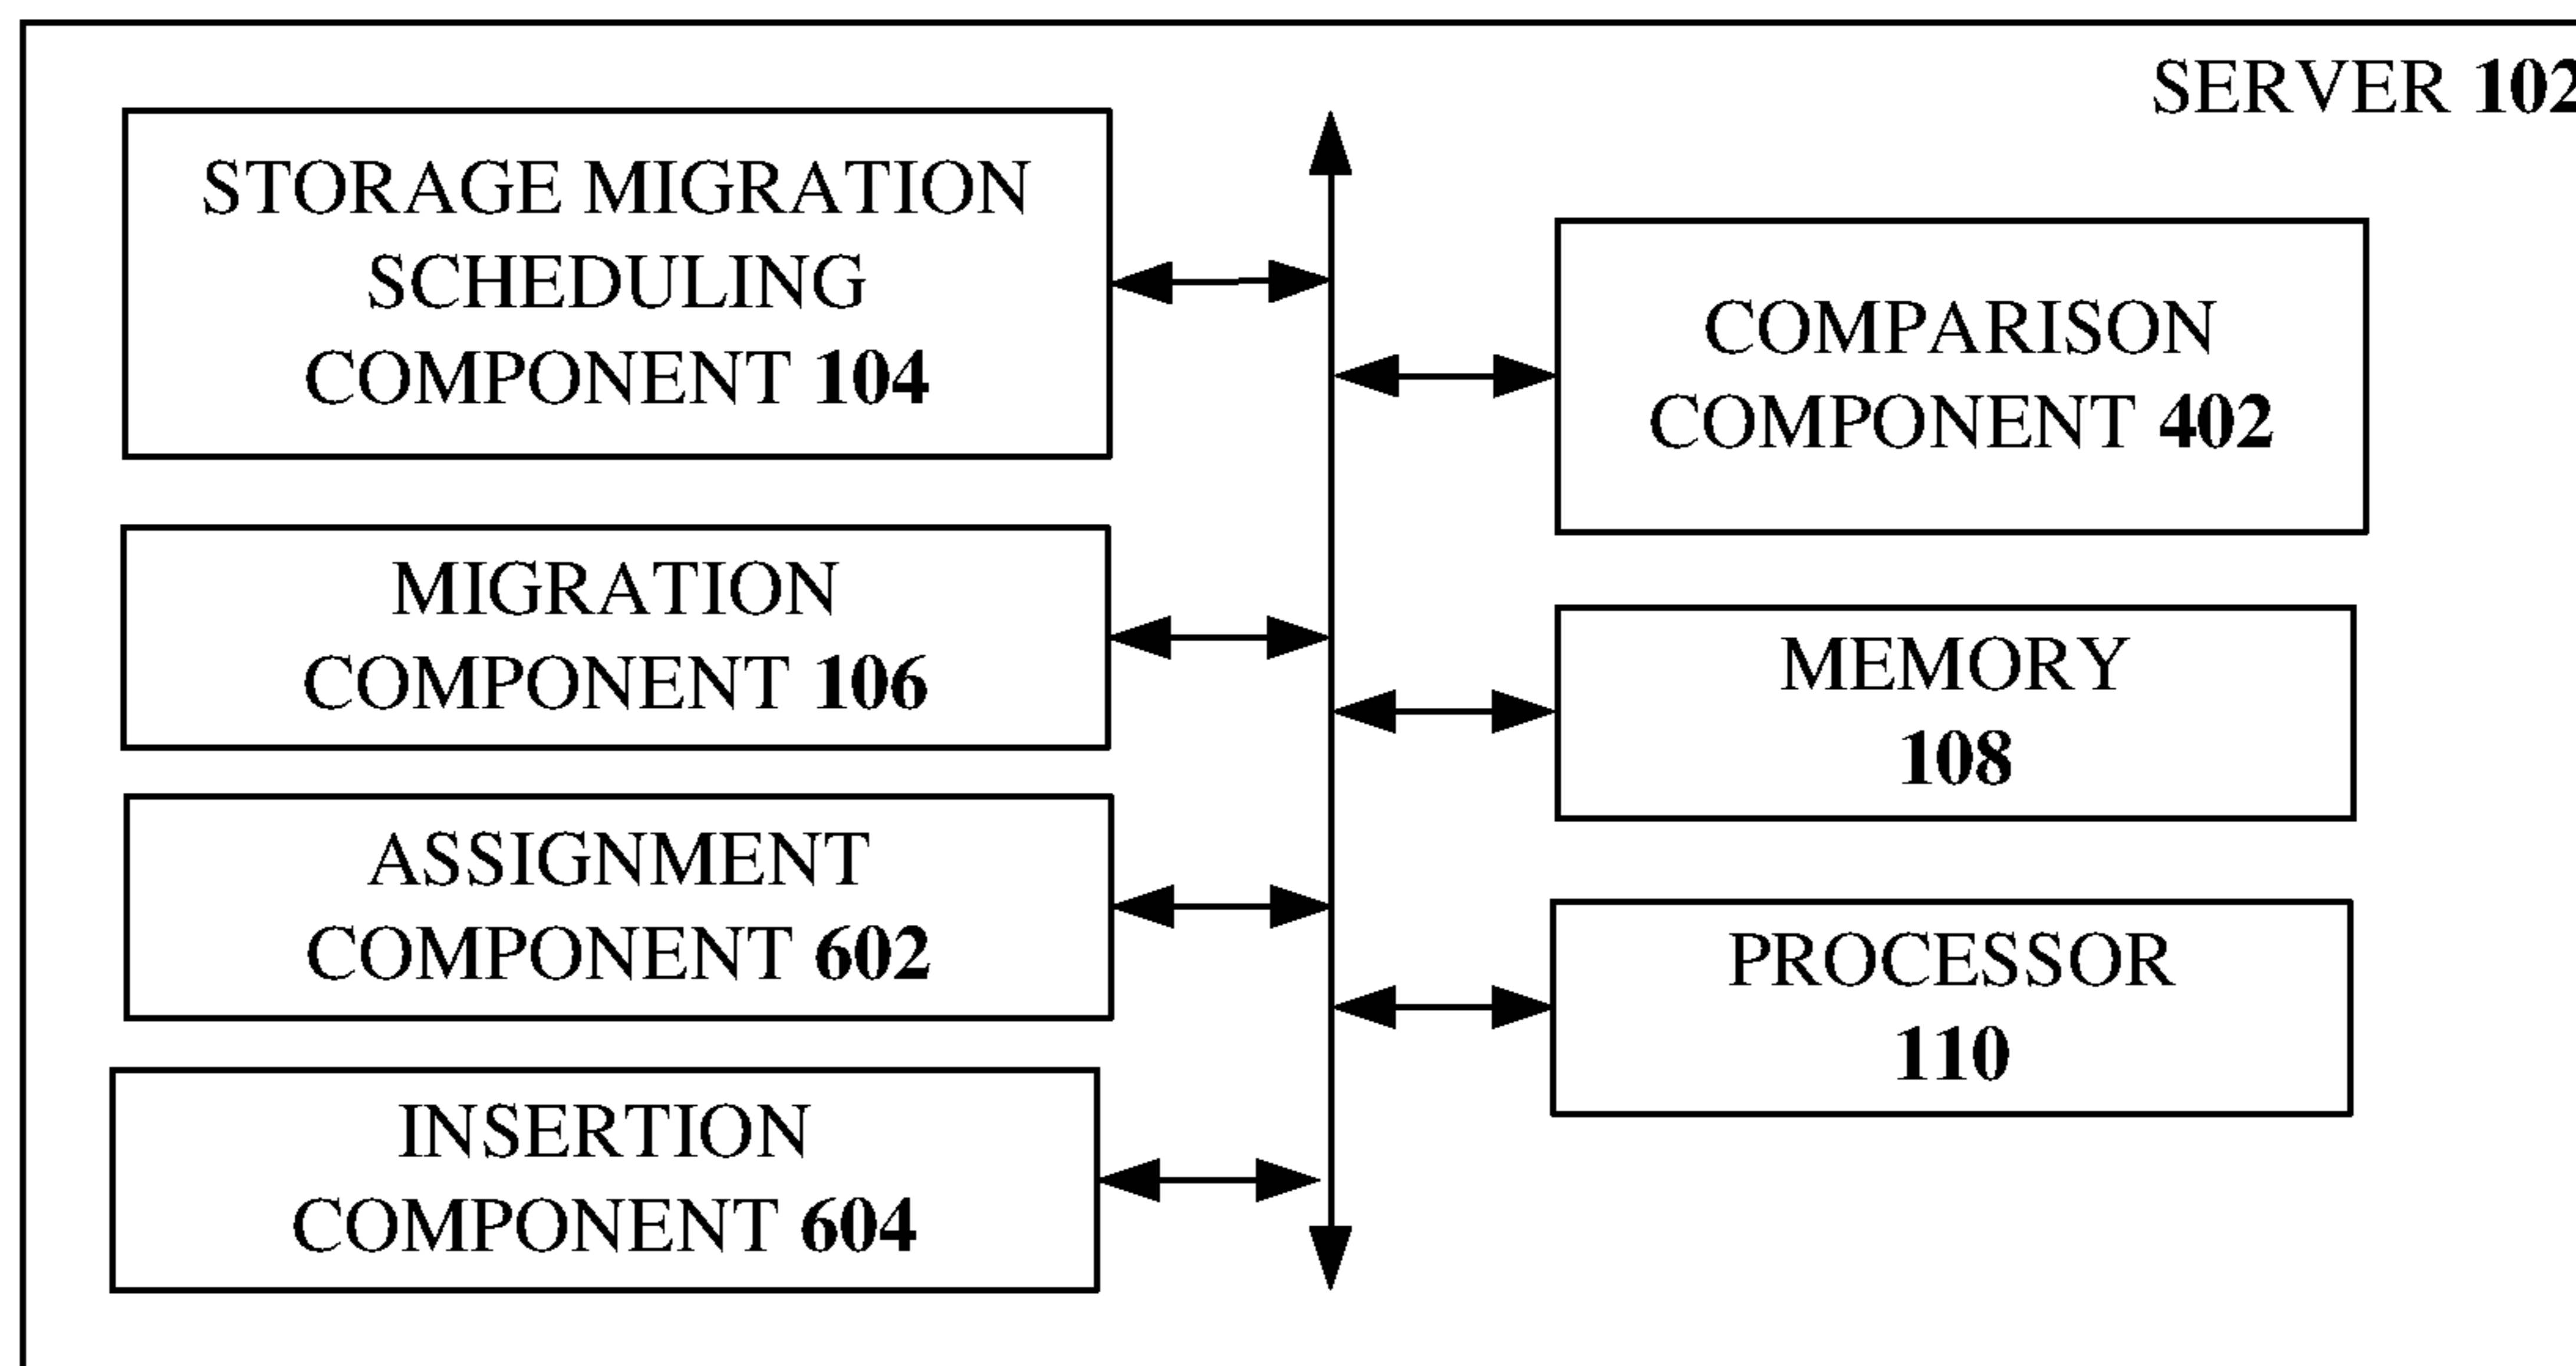 SERVER 102
STORAGE MIGRATION
SCHEDULING
COMPONENT 104
COMPARISON
COMPONENT 402
MIGRATION
COMPONENT 106
MEMORY
108
ASSIGNMENT
COMPONENT 602
PROCESSOR
110
INSERTION
COMPONENT 604